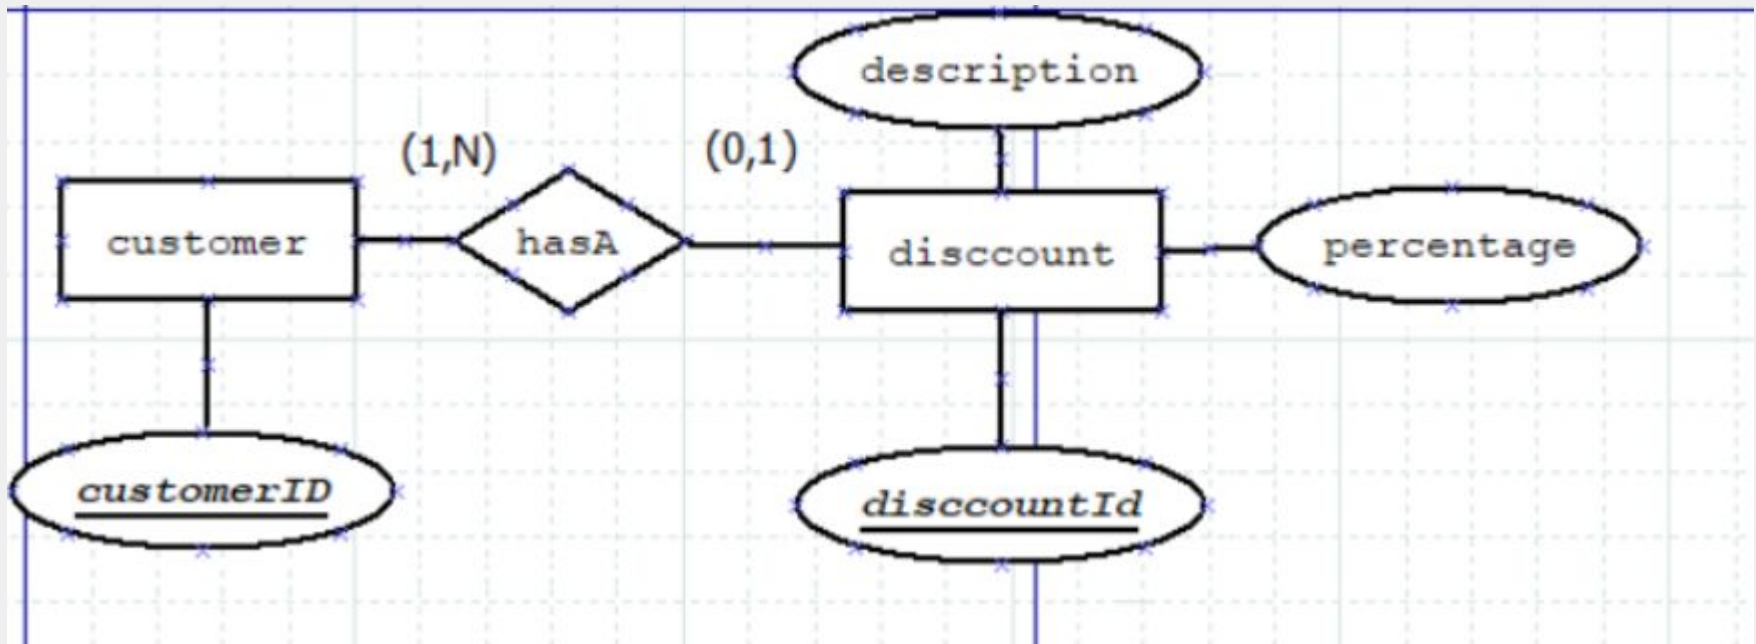 description
(1,N)
(0,1)
customer
hasA
disccount
percentage
customerID
disccountId